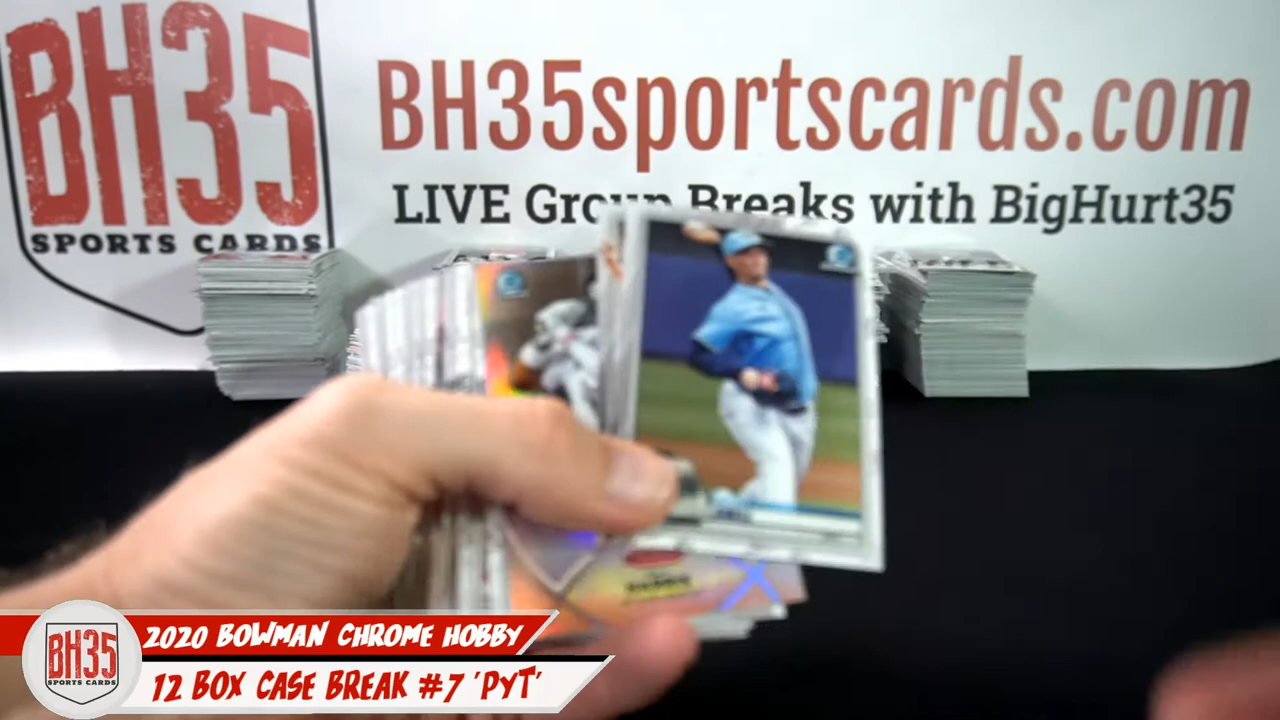 BH35
SPORTS CARDS
BH35sportscards.com
LIVE Group Breaks with BigHurt35
BH35
SPORTS CARDS
2020 BOWMAN CHROME HOBBY
12 BOX CASE BREAK #7 'PYT'